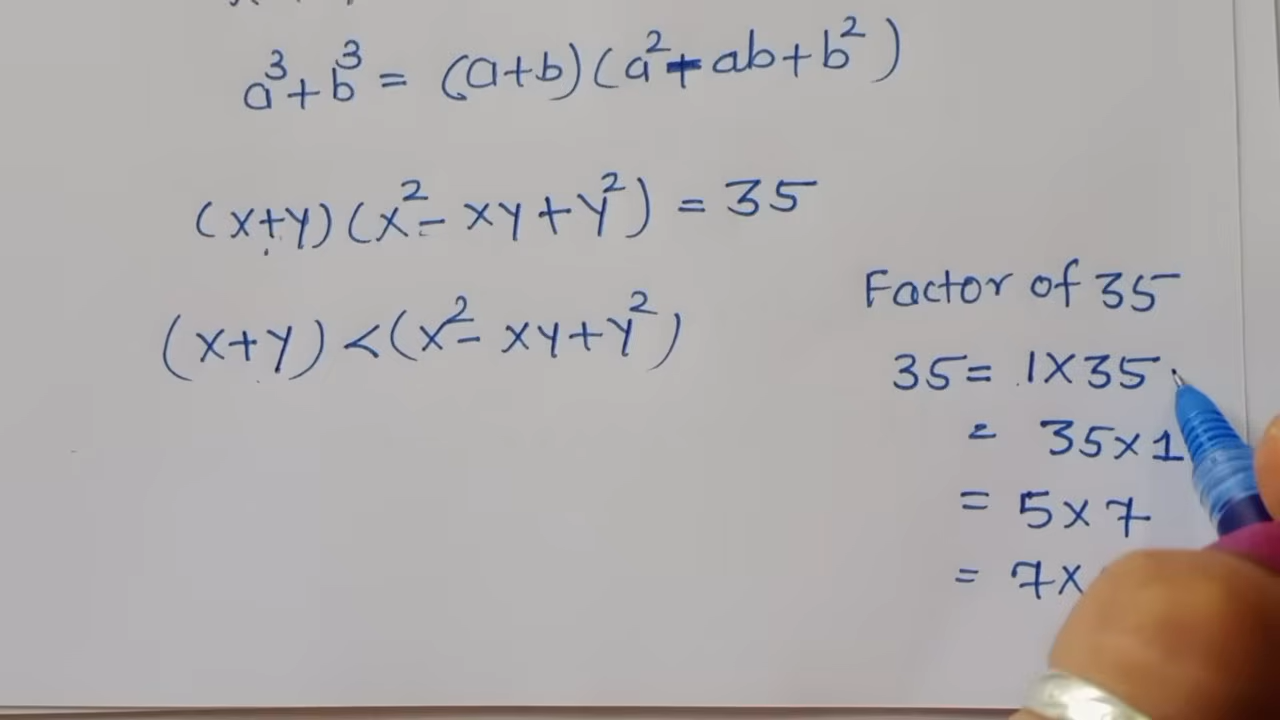 a³+b³ = (a+b)(a²-ab+b²)
(x+y)(x²- xy+y²) = 35
(x+y) <(x²- xy+y²)
Factor of 35
35= 1X35
= 35x1
= 5x7
= 7x